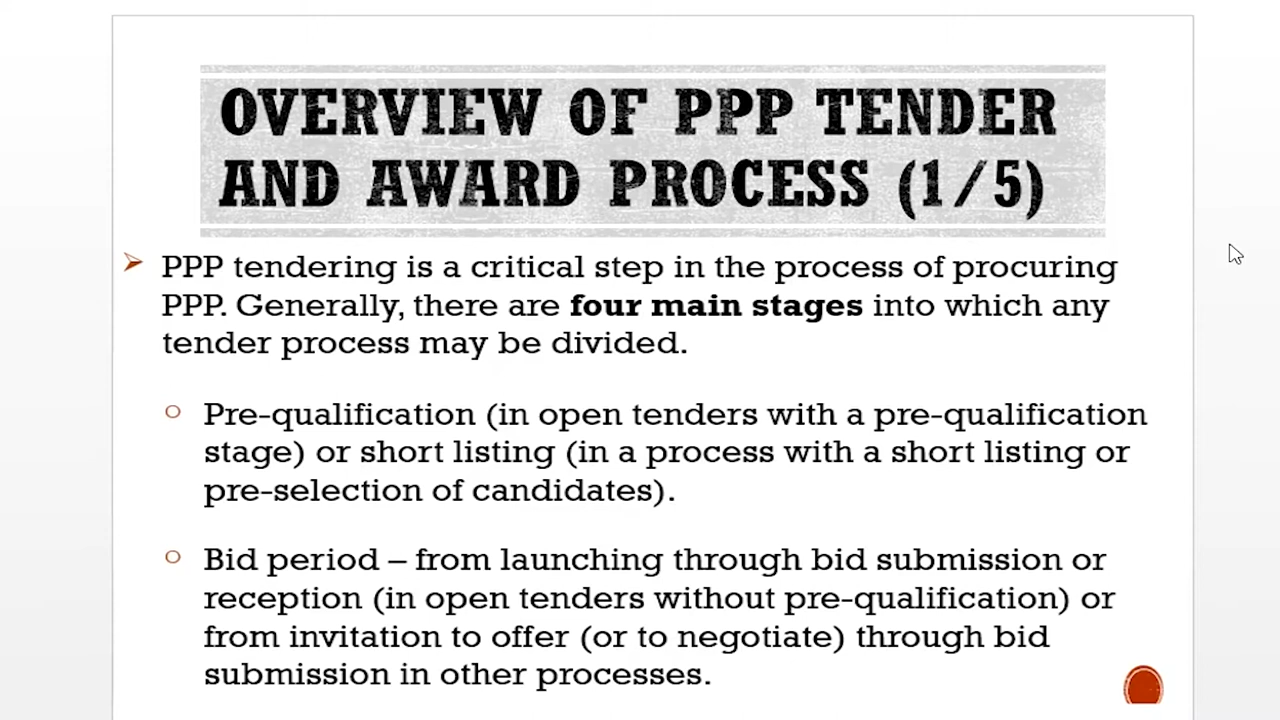 OVERVIEW OF PPP TENDER
AND AWARD PROCESS (1/5)
PPP tendering is a critical step in the process of procuring
PPP. Generally, there are four main stages into which any
tender process may be divided.
Pre-qualification (in open tenders with a pre-qualification
stage) or short listing (in a process with a short listing or
pre-selection of candidates).
Bid period – from launching through bid submission or
reception (in open tenders without pre-qualification) or
from invitation to offer (or to negotiate) through bid
submission in other processes.